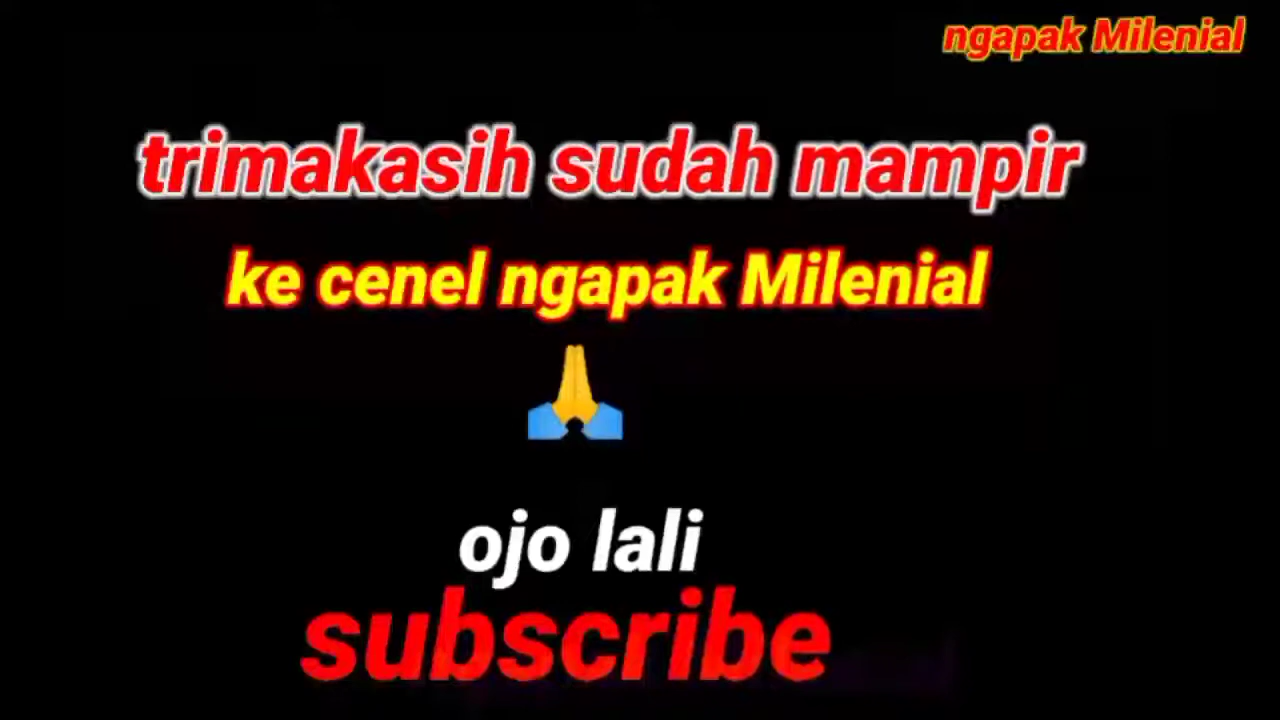 ngapak Milenial
trimakasih sudah mampir
ke cenel ngapak Milenial
🙏
ojo lali
subscribe